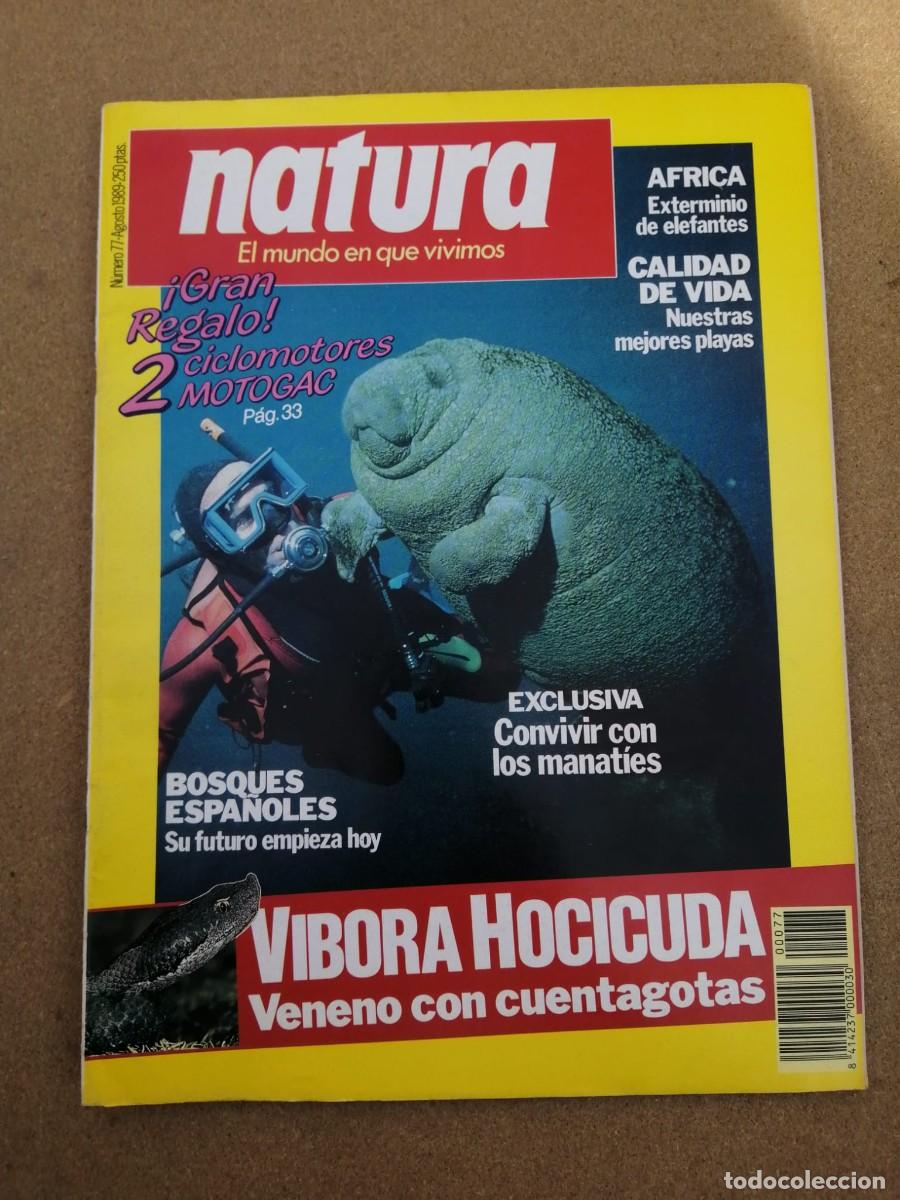 Número 77-Agosto 1989-250 ptas.
natura
El mundo en que vivimos
AFRICA
Exterminio
de elefantes
CALIDAD
DE VIDA
Nuestras
mejores playas
¡Gran
Regalo!
2 ciclomotores
MOTOGAC
Pág. 33
EXCLUSIVA
Convivir con
los manatíes
BOSQUES
ESPAÑOLES
Su futuro empieza hoy
VIBORA HOCICUDA
Veneno con cuentagotas
00077
8 414237 000030
todocoleccion